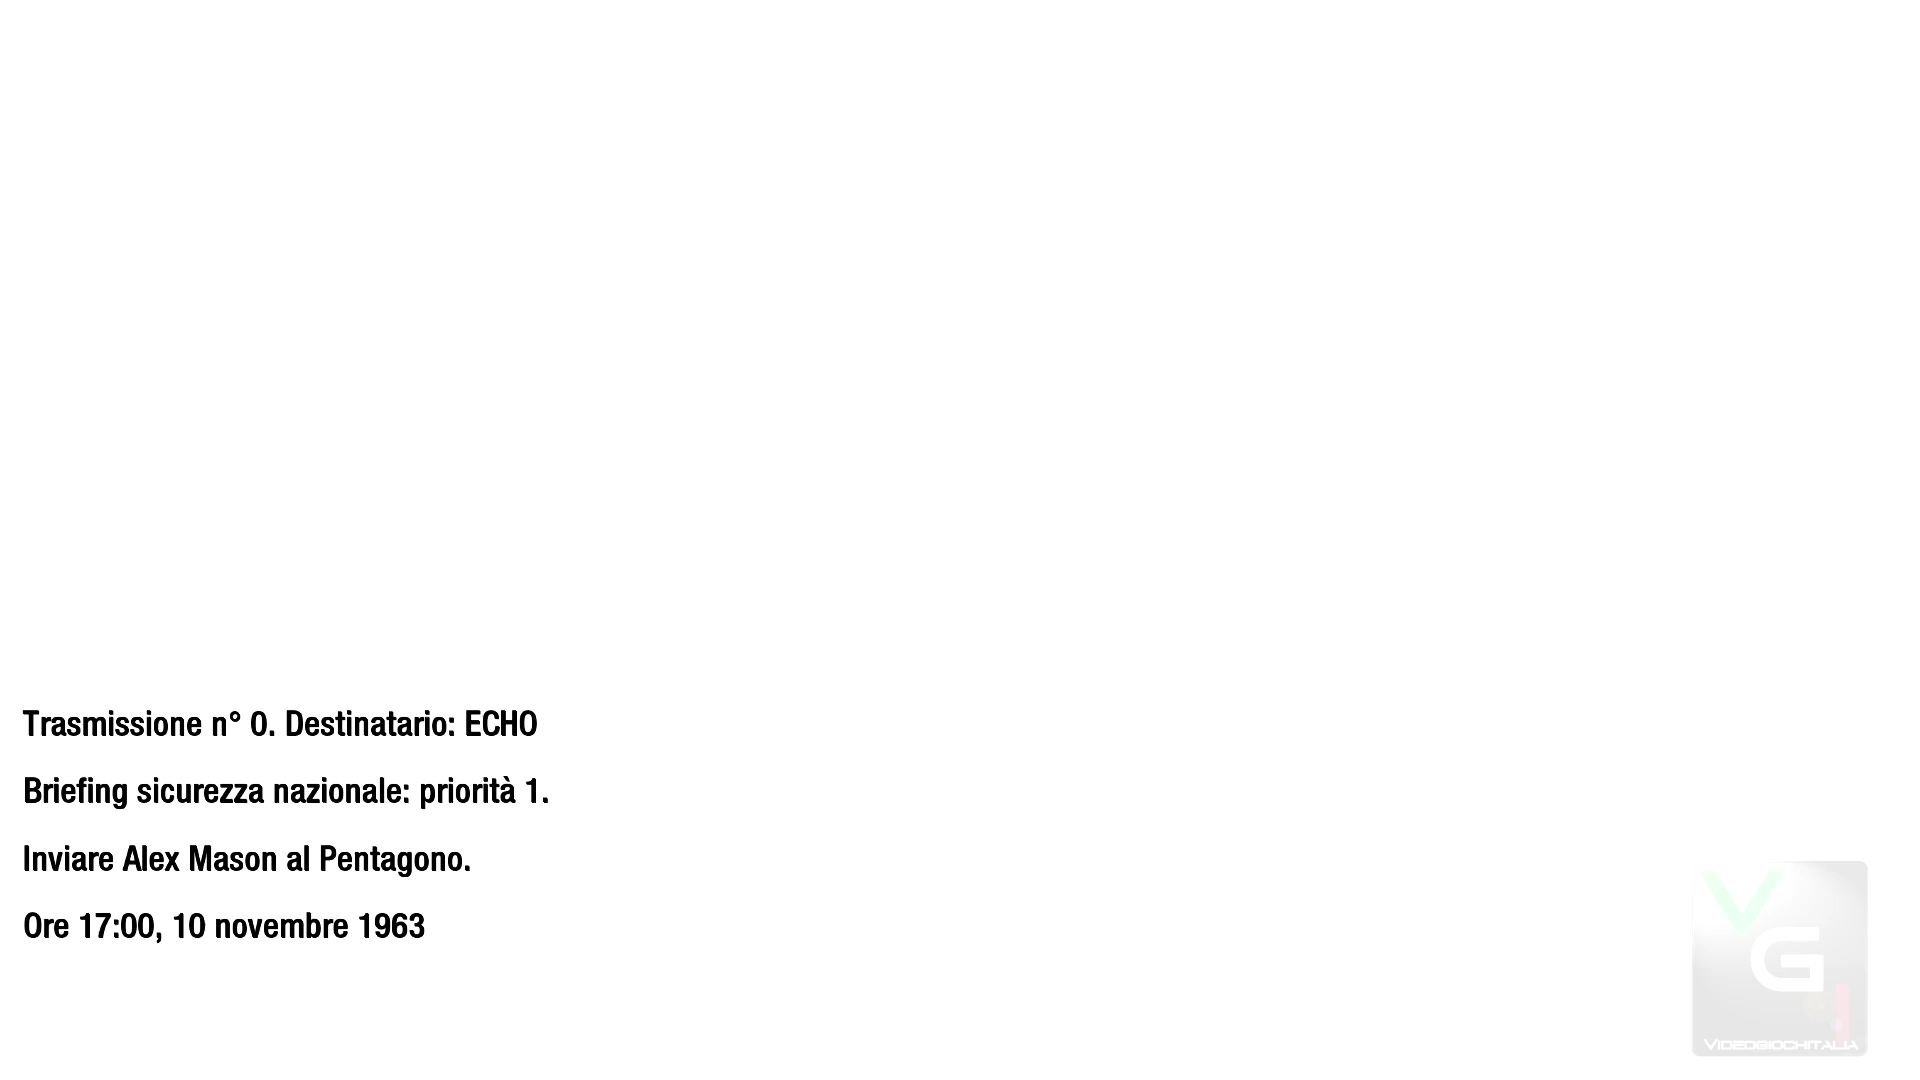 Trasmissione n° 0. Destinatario: ECHO
Briefing sicurezza nazionale: priorità 1.
Inviare Alex Mason al Pentagono.
Ore 17:00, 10 novembre 1963
V
G
I
VIDEOGIOCHITALIA